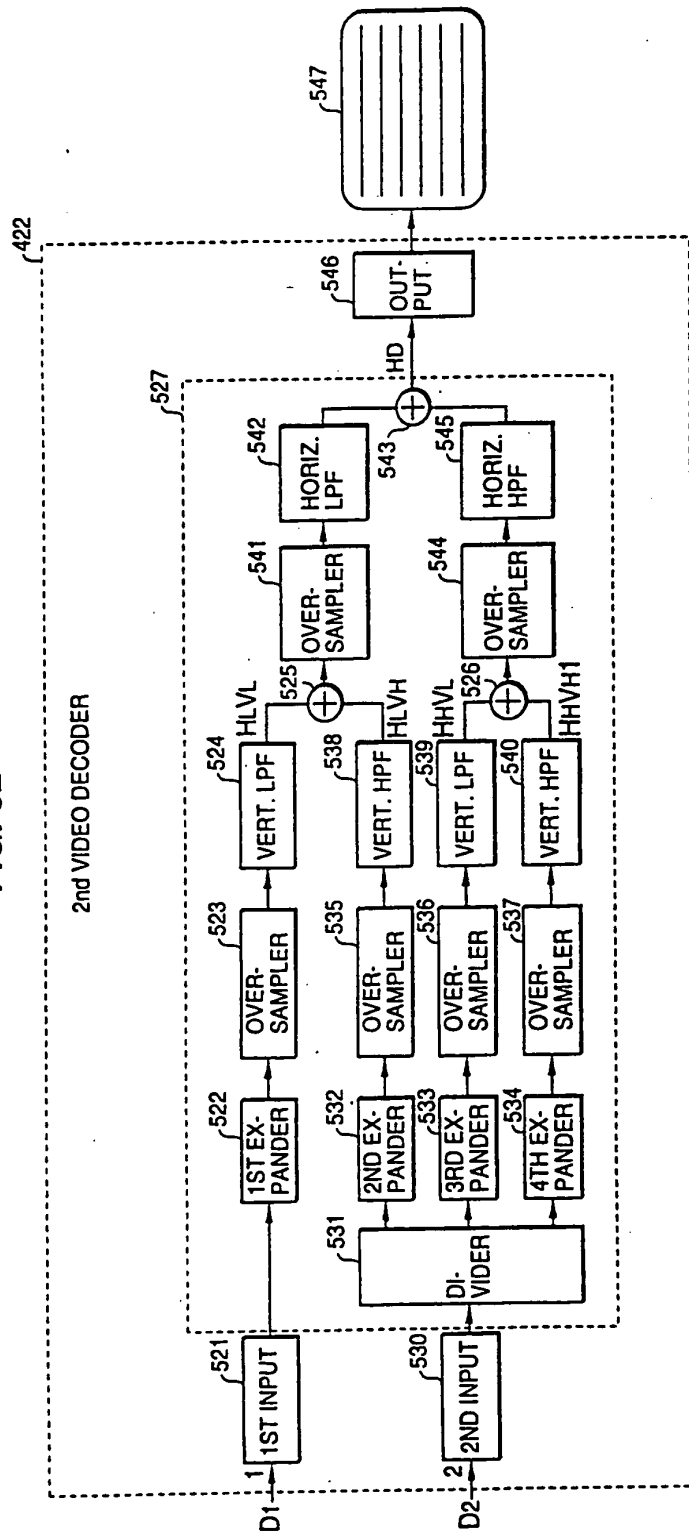 2nd VIDEO DECODER
422
527
D1
1
1ST INPUT
521
1ST EX-
PANDER
522
OVER-
SAMPLER
523
VERT. LPF
524
HLVL
525
OVER-
SAMPLER
541
HORIZ.
LPF
542
HD
543
OUT-
PUT
546
547
D2
2
2ND INPUT
530
DI-
VIDER
531
2ND EX-
PANDER
532
OVER-
SAMPLER
535
VERT. HPF
538
HLVH
3RD EX-
PANDER
533
OVER-
SAMPLER
536
VERT. LPF
539
HHVL
526
OVER-
SAMPLER
544
HORIZ.
HPF
545
4TH EX-
PANDER
534
OVER-
SAMPLER
537
VERT. HPF
540
HHVH1